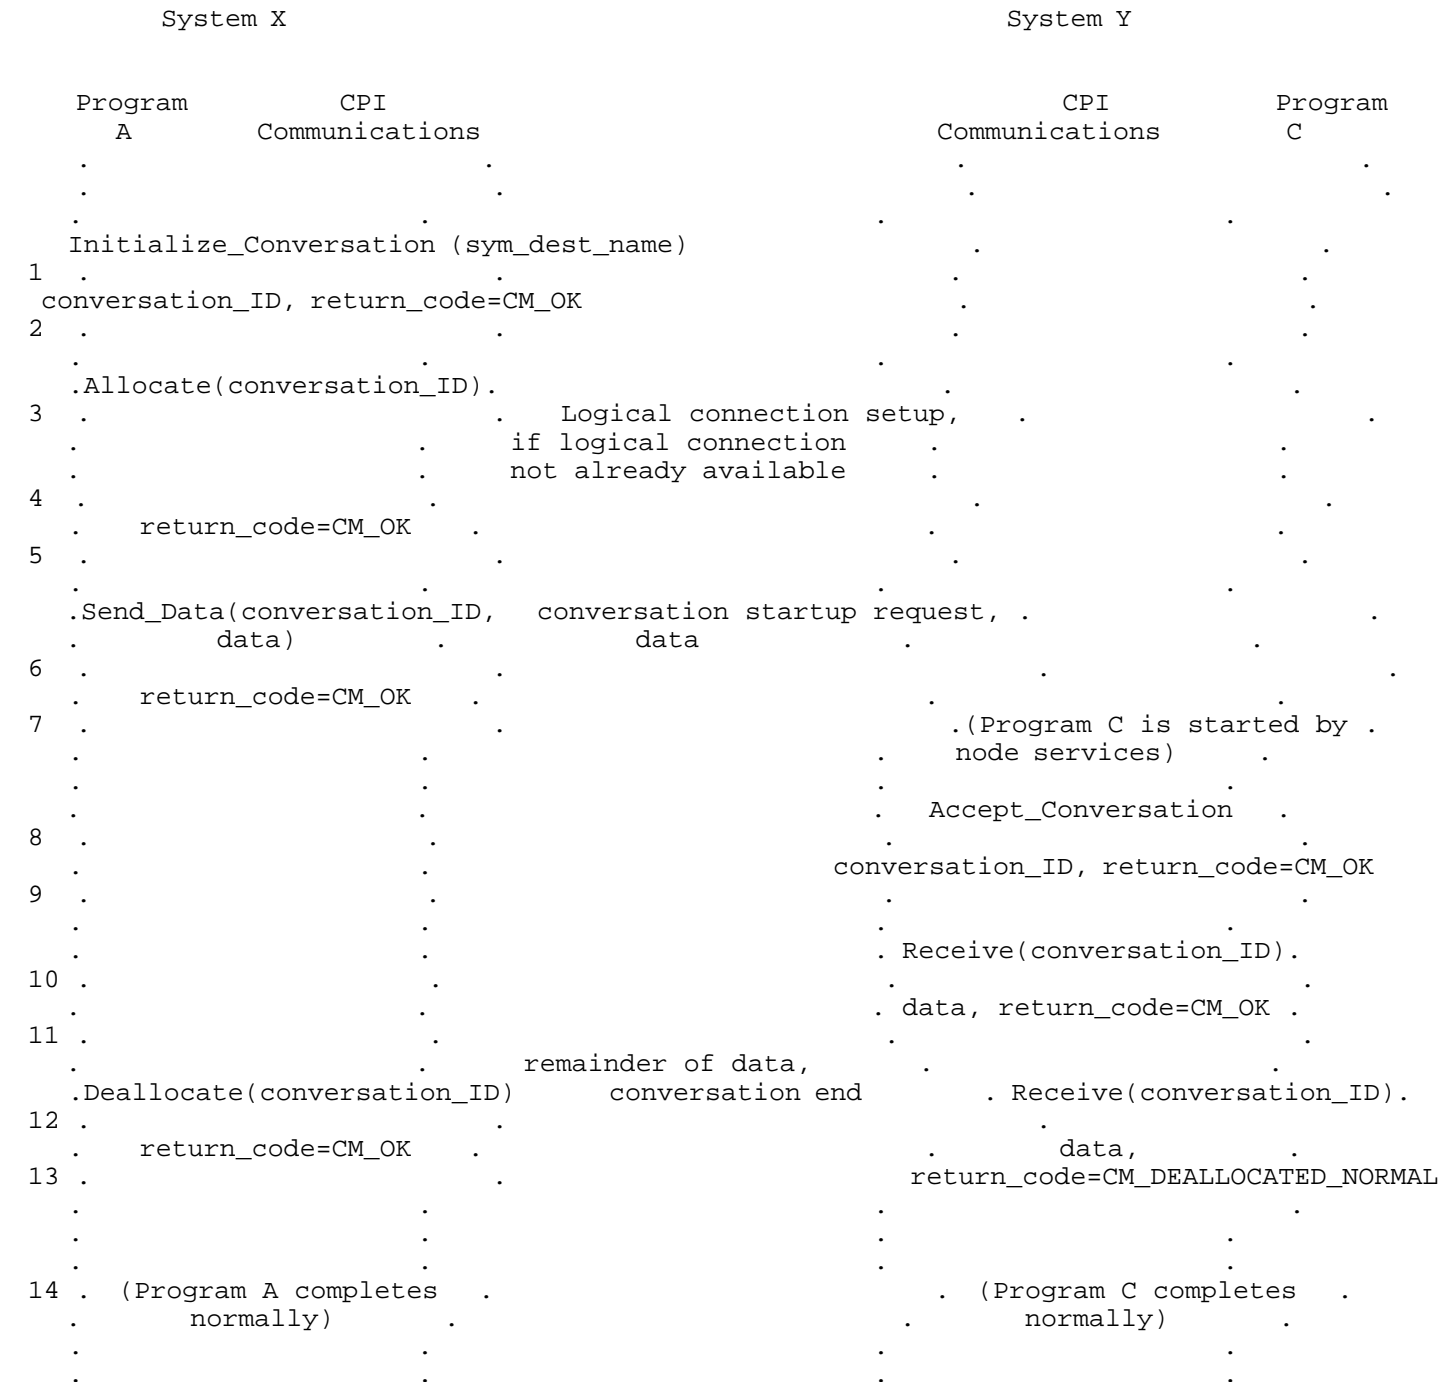 System X System Y
Program CPI CPI Program
A Communications Communications C
. . . .
. . . .
. . . .
Initialize_Conversation (sym_dest_name) . .
1 . . . .
conversation_ID, return_code=CM_OK . .
2 . . . .
. . . .
.Allocate(conversation_ID). . .
3 . . Logical connection setup, . .
. . if logical connection . .
. . not already available . .
4 . . . .
. return_code=CM_OK . . .
5 . . . .
. . . .
.Send_Data(conversation_ID, conversation startup request, . .
. data) . data . .
6 . . . .
. return_code=CM_OK . . .
7 . . .(Program C is started by .
. . . node services) .
. . . .
. . . Accept_Conversation .
8 . . . .
. . conversation_ID, return_code=CM_OK
9 . . . .
. . . .
. . . Receive(conversation_ID).
10 . . . .
. . . data, return_code=CM_OK .
11 . . . .
. . remainder of data, . .
.Deallocate(conversation_ID) conversation end . Receive(conversation_ID).
12 . . .
. return_code=CM_OK . . data, .
13 . . return_code=CM_DEALLOCATED_NORMAL
. . . .
. . . .
. . . .
14 . (Program A completes . . (Program C completes .
. normally) . . normally) .
. . . .
. . . .